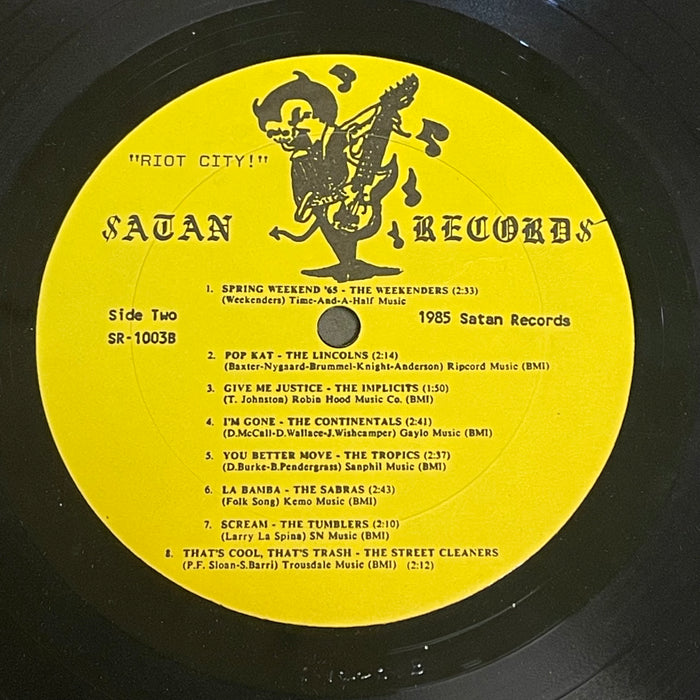 "RIOT CITY!"
SATAN RECORDS
1. SPRING WEEKEND '65 - THE WEEKENDERS (2:33)
(Weekenders) Time-And-A-Half Music
Side Two
SR-1003B
1985 Satan Records
2. POP KAT - THE LINCOLNS (2:14)
(Baxter-Nygaard-Brummel-Knight-Anderson) Ripcord Music (BMI)
3. GIVE ME JUSTICE - THE IMPLICITS (1:50)
(T. Johnston) Robin Hood Music Co. (BMI)
4. I'M GONE - THE CONTINENTALS (2:41)
(D.McCall-D.Wallace-J.Wishcamper) Gaylo Music (BMI)
5. YOU BETTER MOVE - THE TROPICS (2:37)
(D.Burke-B.Pendergrass) Sanphil Music (BMI)
6. LA BAMBA - THE SABRAS (2:43)
(Folk Song) Kemo Music (BMI)
7. SCREAM - THE TUMBLERS (2:10)
(Larry La Spina) SN Music (BMI)
8. THAT'S COOL, THAT'S TRASH - THE STREET CLEANERS
(P.F. Sloan-S.Barri) Trousdale Music (BMI) (2:12)